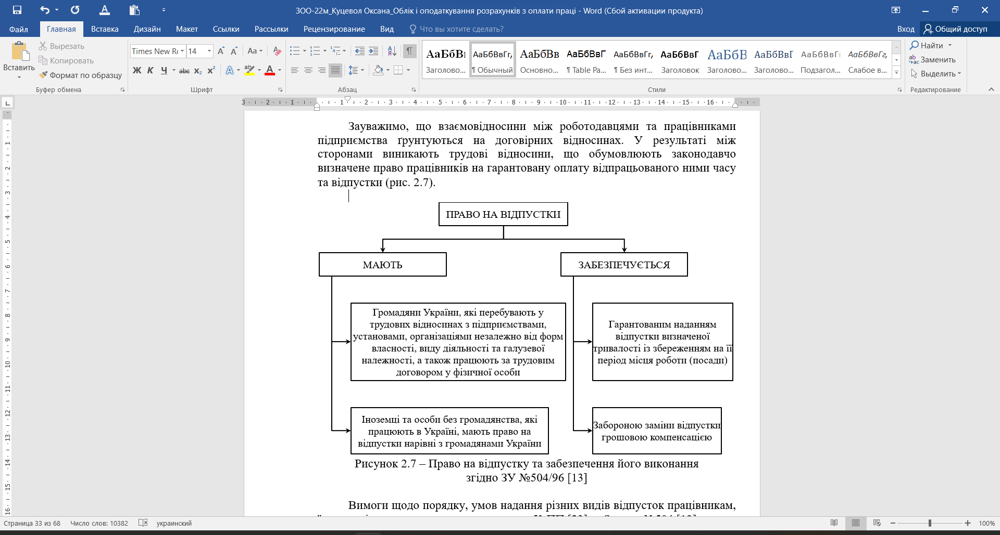 ЗОО-22м_Куцевол Оксана_Облік і оподаткування розрахунків з оплати праці - Word (Сбой активации продукта)
Файл Главная Вставка Дизайн Макет Ссылки Рассылки Рецензирование Вид Что вы хотите сделать? Вход Общий доступ
Вставить
Вырезать
Копировать
Формат по образцу
Буфер обмена
Times New Ro 14
Шрифт
Абзац
АаБбВ АаБбВвГг, АаБбВв АаБбВвГ АаБбВвГг, АаБбВвГ АаБбВ АаБбВвГ АаБбВвГг АаБбВвГг,
Заголово... ¶ Обычный Основно... ¶ Table Pa... ¶ Без инт... Заголовок Заголово... Заголово... Подзагол... Слабое в...
Стили
Найти
Заменить
Выделить
Редактирование
3 2 1 1 2 3 4 5 6 7 8 9 10 11 12 13 14 15 16
Зауважимо, що взаємовідносини між роботодавцями та працівниками
підприємства ґрунтуються на договірних відносинах. У результаті між
сторонами виникають трудові відносини, що обумовлюють законодавчо
визначене право працівників на гарантовану оплату відпрацьованого ними часу
та відпустки (рис. 2.7).
ПРАВО НА ВІДПУСТКИ
МАЮТЬ
Громадяни України, які перебувають у
трудових відносинах з підприємствами,
установами, організаціями незалежно від форм
власності, виду діяльності та галузевої
належності, а також працюють за трудовим
договором у фізичної особи
Іноземці та особи без громадянства, які
працюють в Україні, мають право на
відпустки нарівні з громадянами України
ЗАБЕЗПЕЧУЄТЬСЯ
Гарантованим наданням
відпустки визначеної
тривалості із збереженням на її
період місця роботи (посади)
Забороною заміни відпустки
грошовою компенсацією
Рисунок 2.7 – Право на відпустку та забезпечення його виконання
згідно ЗУ №504/96 [13]
Вимоги щодо порядку, умов надання різних видів відпусток працівникам,
Страница 33 из 68 Число слов: 10382 украинский 100%